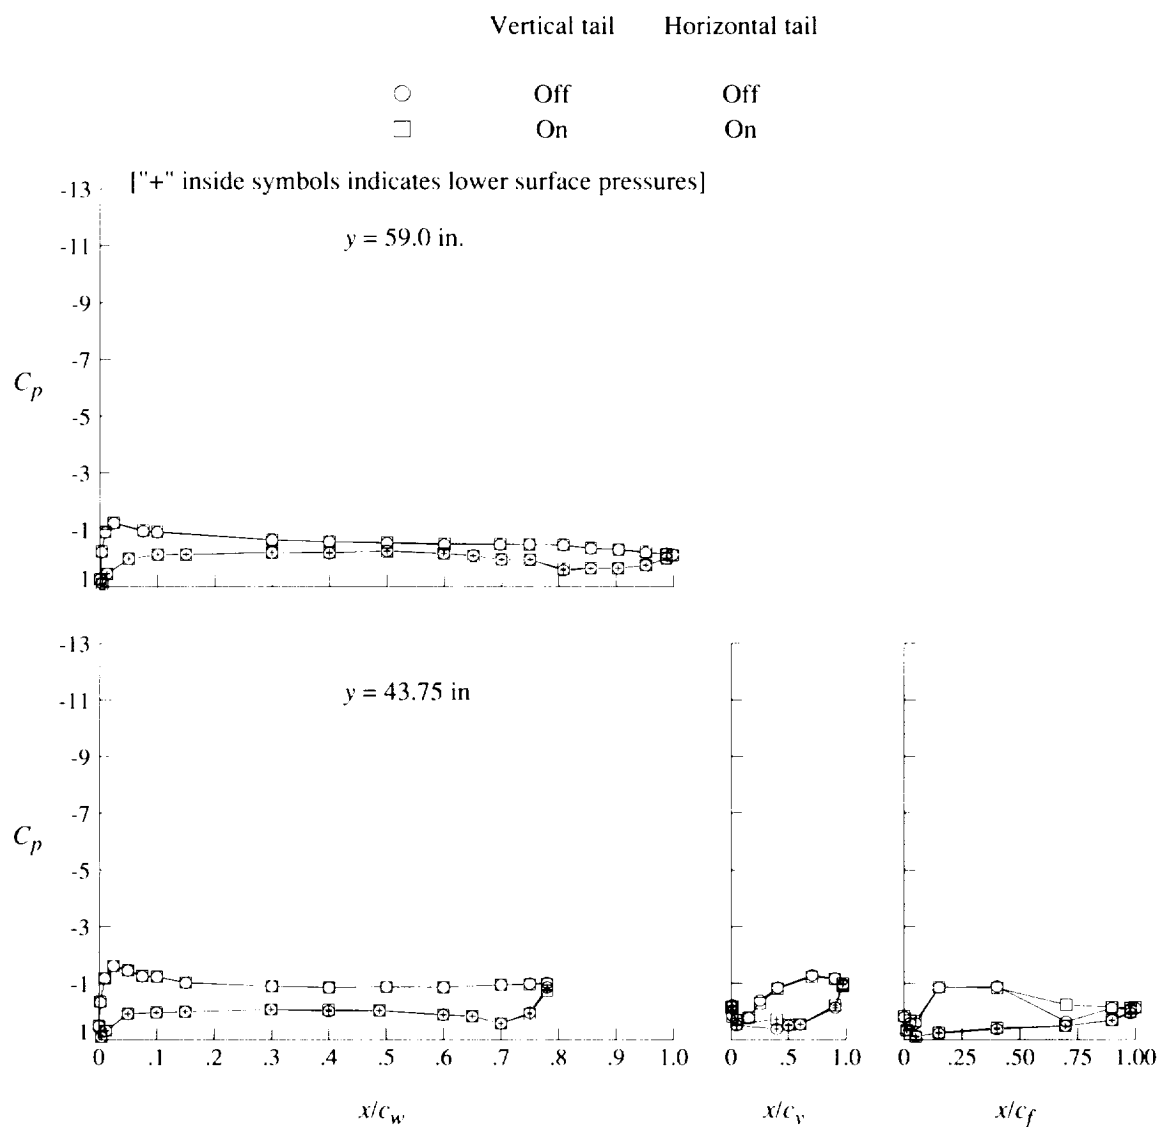 Vertical tail Horizontal tail
Off Off
On On
["+" inside symbols indicates lower surface pressures]
y = 59.0 in.
-13
-11
-9
-7
-5
-3
-1
1
C_p
y = 43.75 in
-13
-11
-9
-7
-5
-3
-1
1
C_p
0 .1 .2 .3 .4 .5 .6 .7 .8 .9 1.0
0 .5 1.0
0 .25 .50 .75 1.00
x/c_w
x/c_v
x/c_f